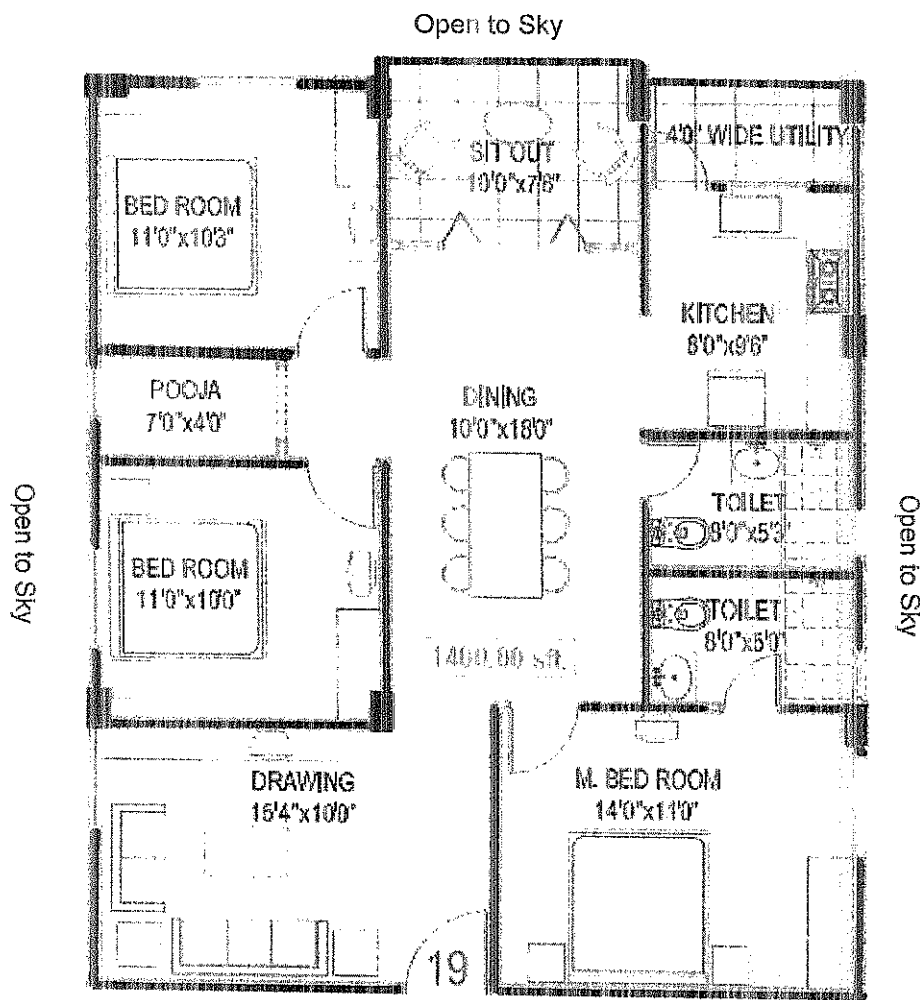 Open to Sky
SIT OUT
10'0"x7'6"
4'0" WIDE UTILITY
BED ROOM
11'0"x10'3"
KITCHEN
8'0"x9'6"
POOJA
7'0"x4'0"
DINING
10'0"x18'0"
Open to Sky
TOILET
8'0"x5'3"
Open to Sky
BED ROOM
11'0"x10'0"
TOILET
8'0"x5'0"
1400.00 sft.
DRAWING
15'4"x10'0"
M. BED ROOM
14'0"x11'0"
19